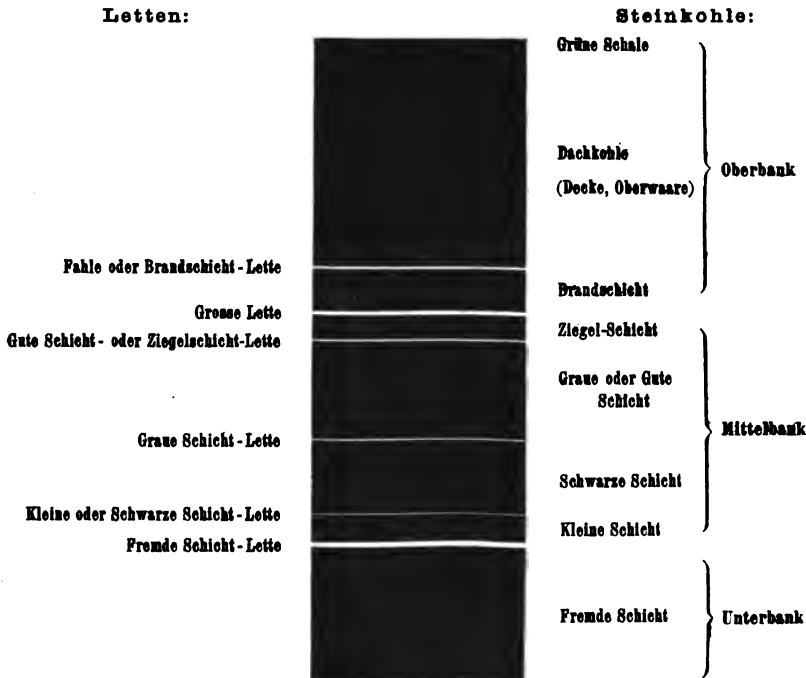 Letten:
Steinkohle:
Grüne Schale
Dachkohle
(Decke, Oberwaare)
Oberbank
Fahle oder Brandschicht-Lette
Brandschicht
Grosse Lette
Ziegel-Schicht
Gute Schicht- oder Ziegelschicht-Lette
Graue oder Gute
Schicht
Mittelbank
Graue Schicht-Lette
Schwarze Schicht
Kleine oder Schwarze Schicht-Lette
Kleine Schicht
Fremde Schicht-Lette
Fremde Schicht
Unterbank